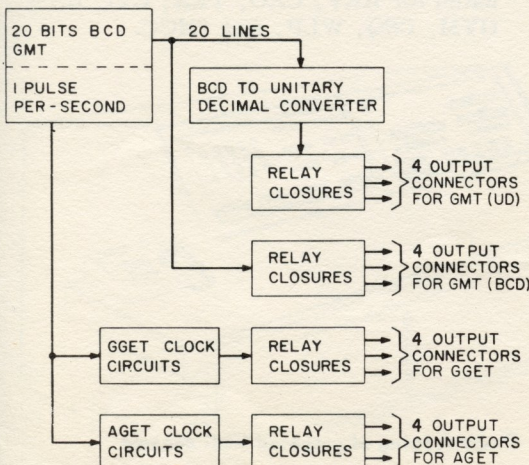 20 BITS BCD
GMT
1 PULSE
PER-SECOND
20 LINES
BCD TO UNITARY
DECIMAL CONVERTER
RELAY
CLOSURES
4 OUTPUT
CONNECTORS
FOR GMT (UD)
RELAY
CLOSURES
4 OUTPUT
CONNECTORS
FOR GMT (BCD)
GGET CLOCK
CIRCUITS
RELAY
CLOSURES
4 OUTPUT
CONNECTORS
FOR GGET
AGET CLOCK
CIRCUITS
RELAY
CLOSURES
4 OUTPUT
CONNECTORS
FOR AGET